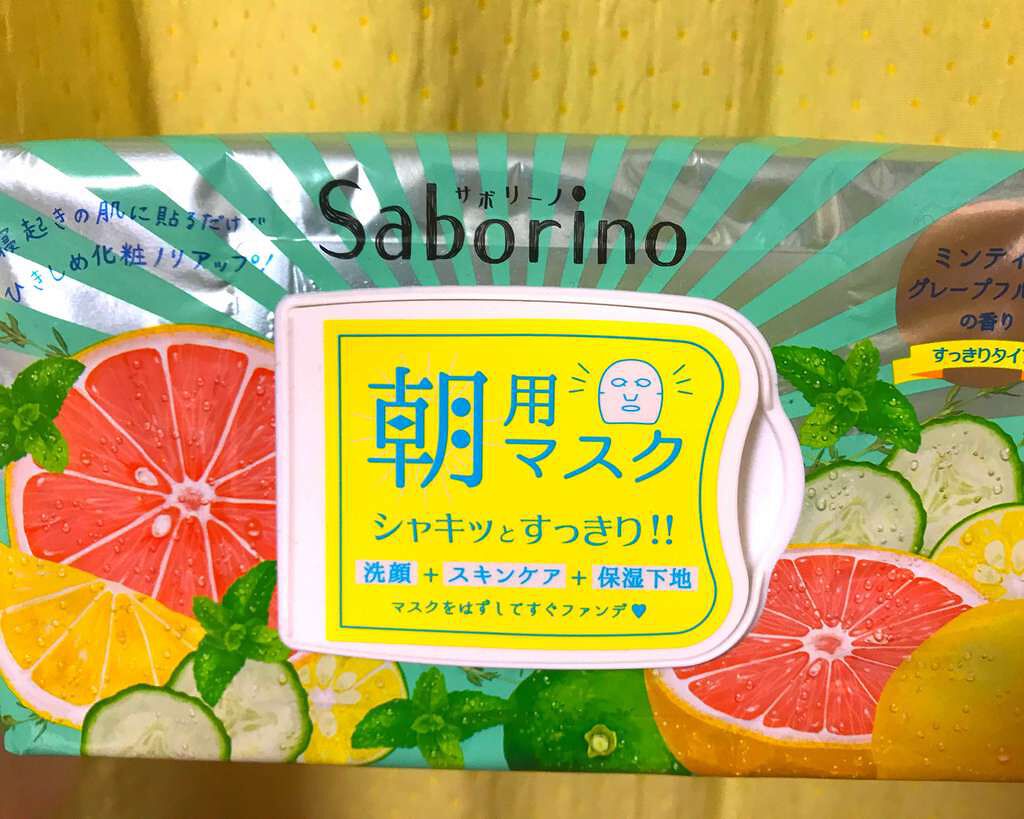 サボリーノ
Saborino
寝起きの肌に貼るだけで
ひきしめ化粧ノリアップ!
ミンティ
グレープフル
の香り
すっきりタイプ
朝用マスク
シャキッとすっきり!!
洗顔 + スキンケア + 保湿下地
マスクをはずしてすぐファンデ♥